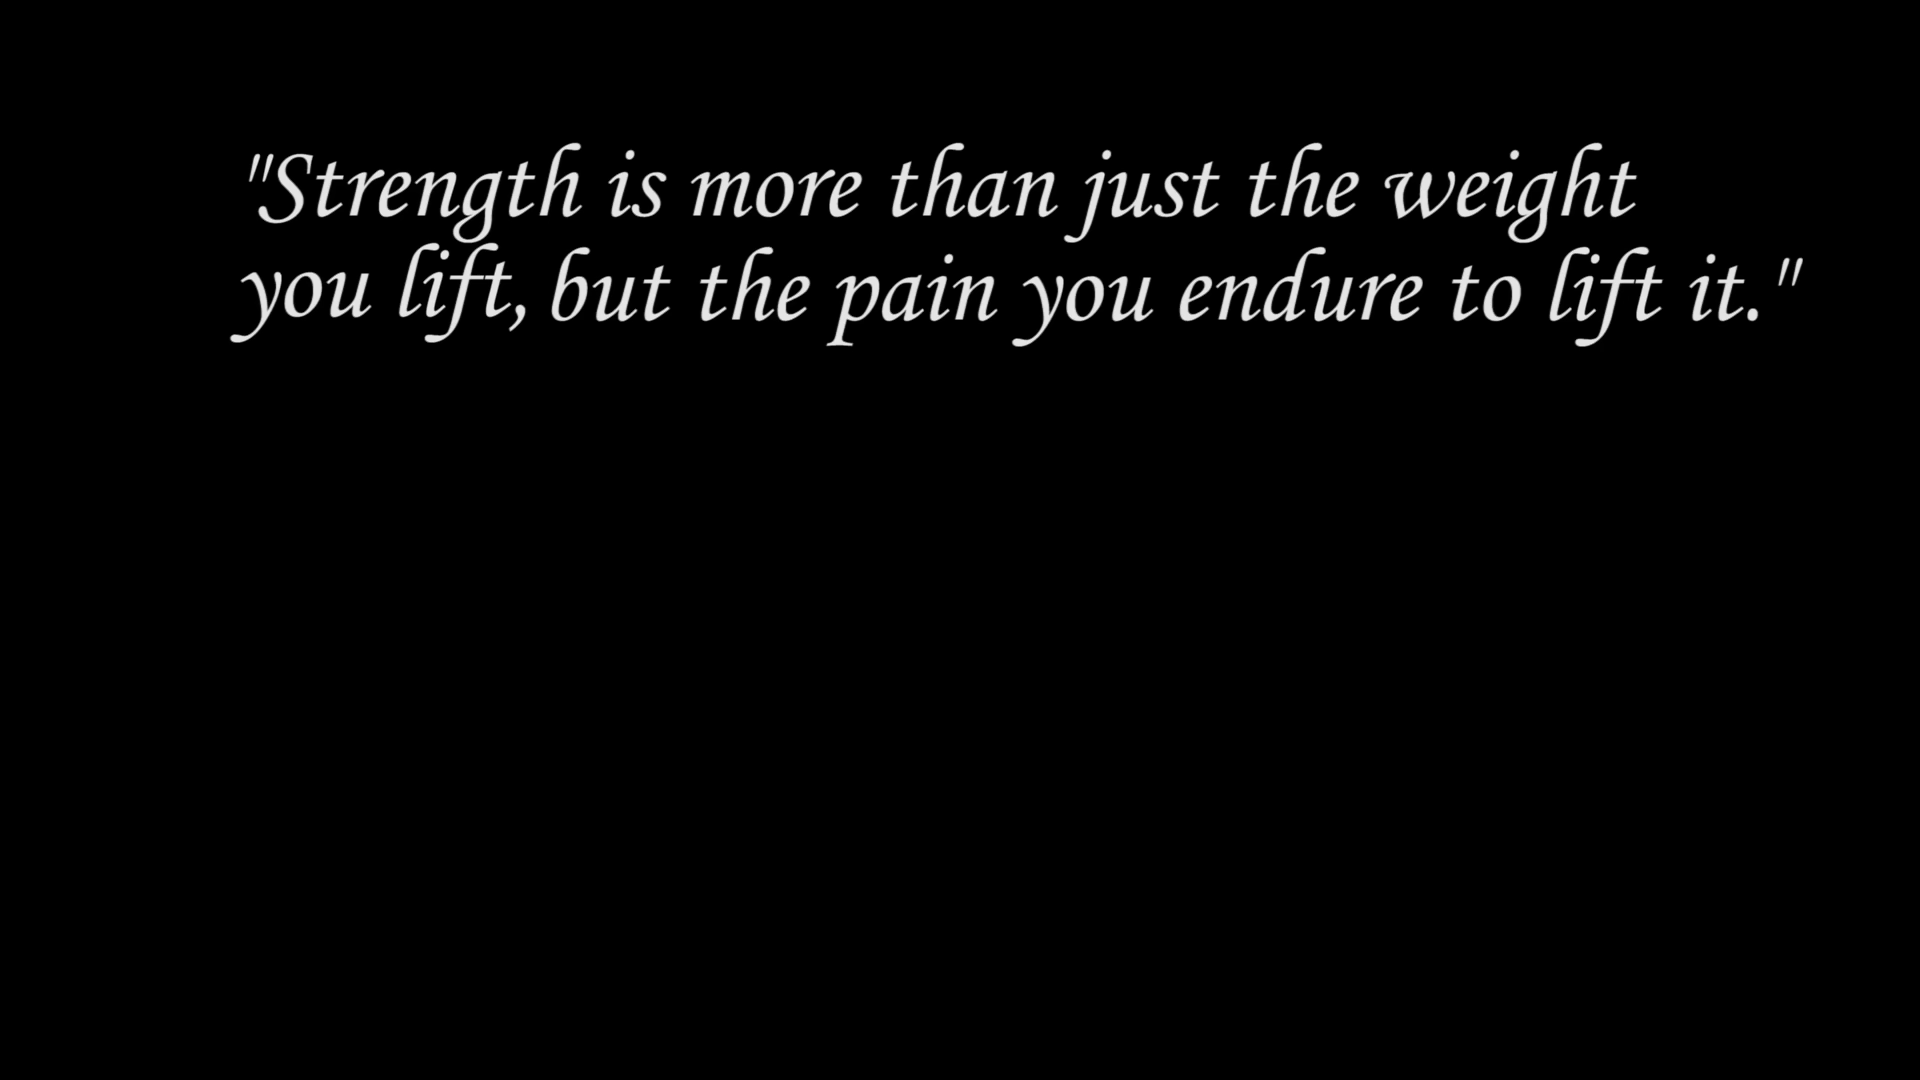 "Strength is more than just the weight
you lift, but the pain you endure to lift it."